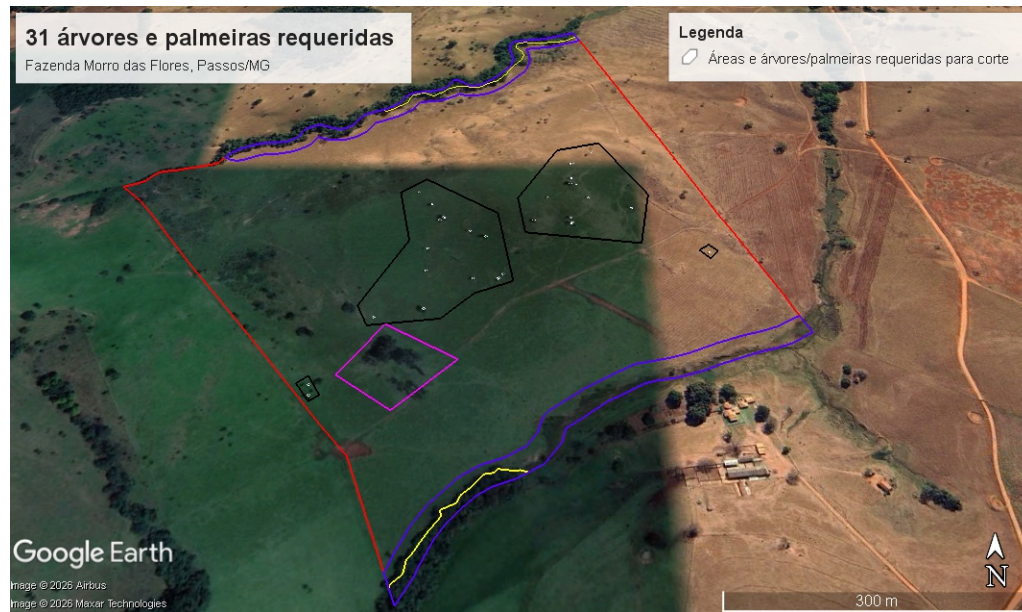 31 árvores e palmeiras requeridas
Fazenda Morro das Flores, Passos/MG
Legenda
Áreas e árvores/palmeiras requeridas para corte
Google Earth
Image © 2026 Airbus
Image © 2026 Maxar Technologies
300 m
N